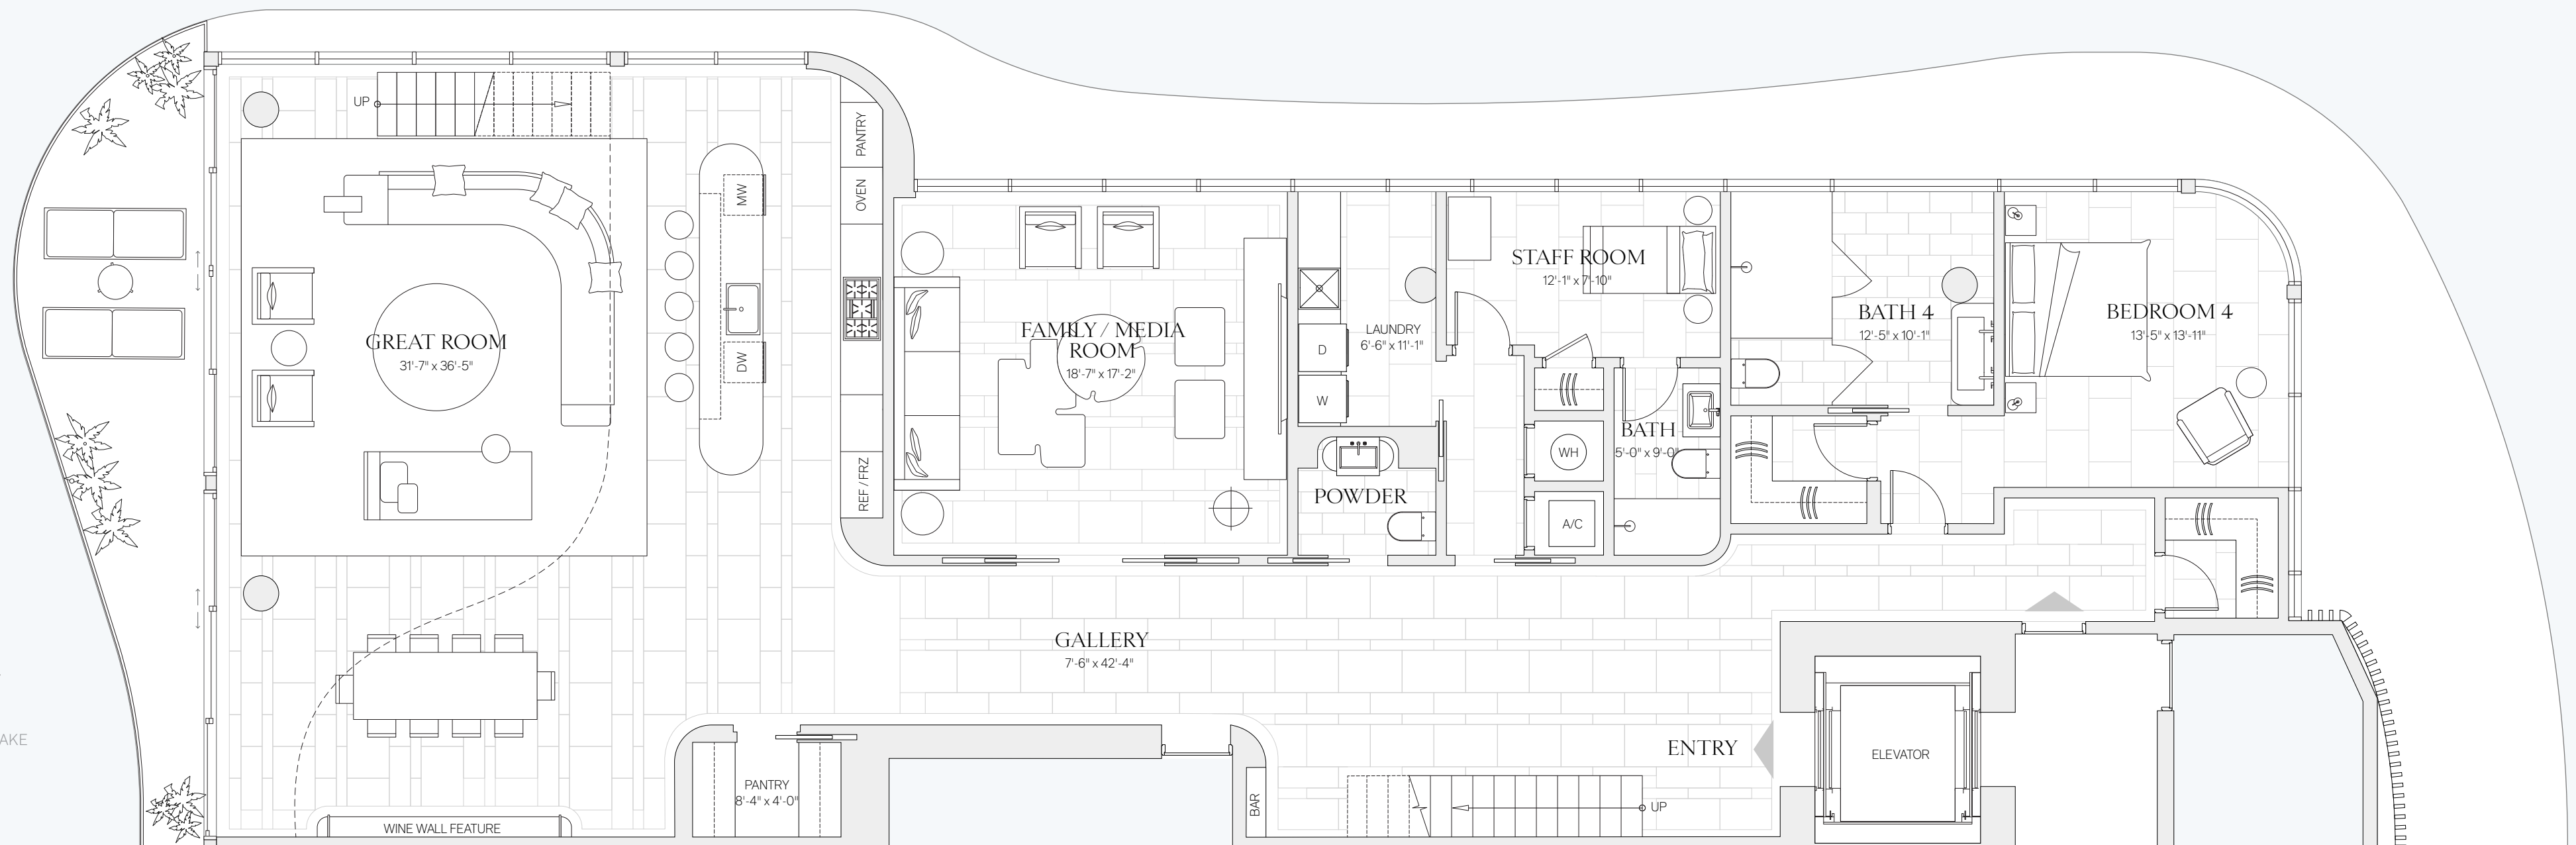 UP
PANTRY
OVEN
MW
DW
REF / FRZ
GREAT ROOM
31'-7" x 36'-5"
FAMILY / MEDIA
ROOM
18'-7" x 17'-2"
LAUNDRY
6'-6" x 11'-1"
D
W
POWDER
STAFF ROOM
12'-1" x 7'-10"
WH
A/C
BATH
5'-0" x 9'-0"
BATH 4
12'-5" x 10'-1"
BEDROOM 4
13'-5" x 13'-11"
GALLERY
7'-6" x 42'-4"
ENTRY
ELEVATOR
AKE
PANTRY
8'-4" x 4'-0"
BAR
UP
WINE WALL FEATURE